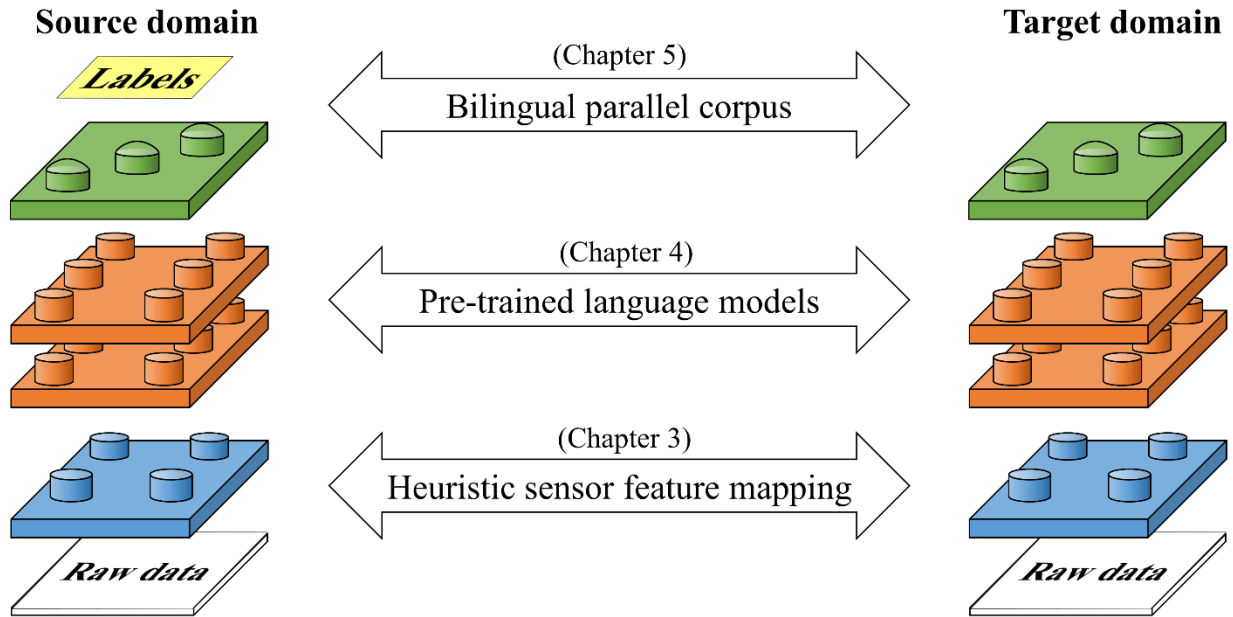 Source domain
Target domain
Labels
(Chapter 5)
Bilingual parallel corpus
(Chapter 4)
Pre-trained language models
(Chapter 3)
Heuristic sensor feature mapping
Raw data
Raw data